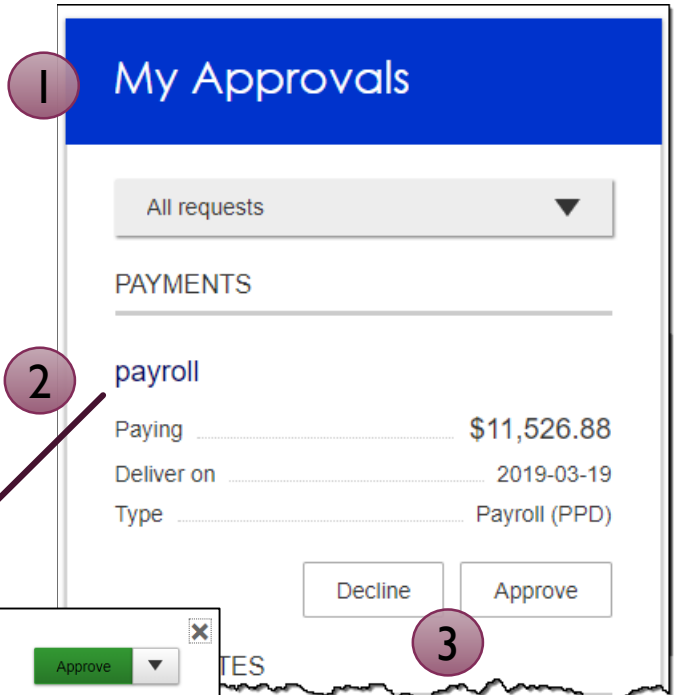 1
My Approvals
All requests
PAYMENTS
2
payroll
Paying $11,526.88
Deliver on 2019-03-19
Type Payroll (PPD)
Decline Approve
3
Approve
TES